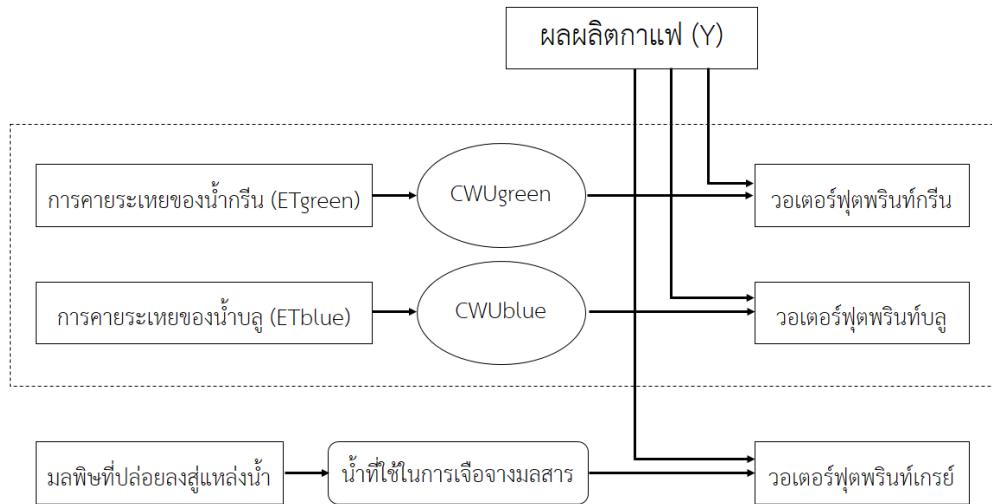 ผลผลิตกาแฟ (Y)
การคายระเหยของน้ำกรีน (ETgreen)
CWUgreen
วอเตอร์ฟุตพรินท์กรีน
การคายระเหยของน้ำบลู (ETblue)
CWUblue
วอเตอร์ฟุตพรินท์บลู
มลพิษที่ปล่อยลงสู่แหล่งน้ำ
น้ำที่ใช้ในการเจือจางมลสาร
วอเตอร์ฟุตพรินท์เกรย์